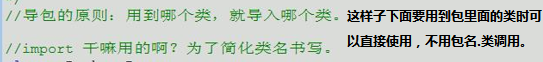 //导包的原则：用到哪个类，就导入哪个类。
这样子下面要用到包里面的类时可
以直接使用，不用包名.类调用。
//import 干嘛用的啊？为了简化类名书写。